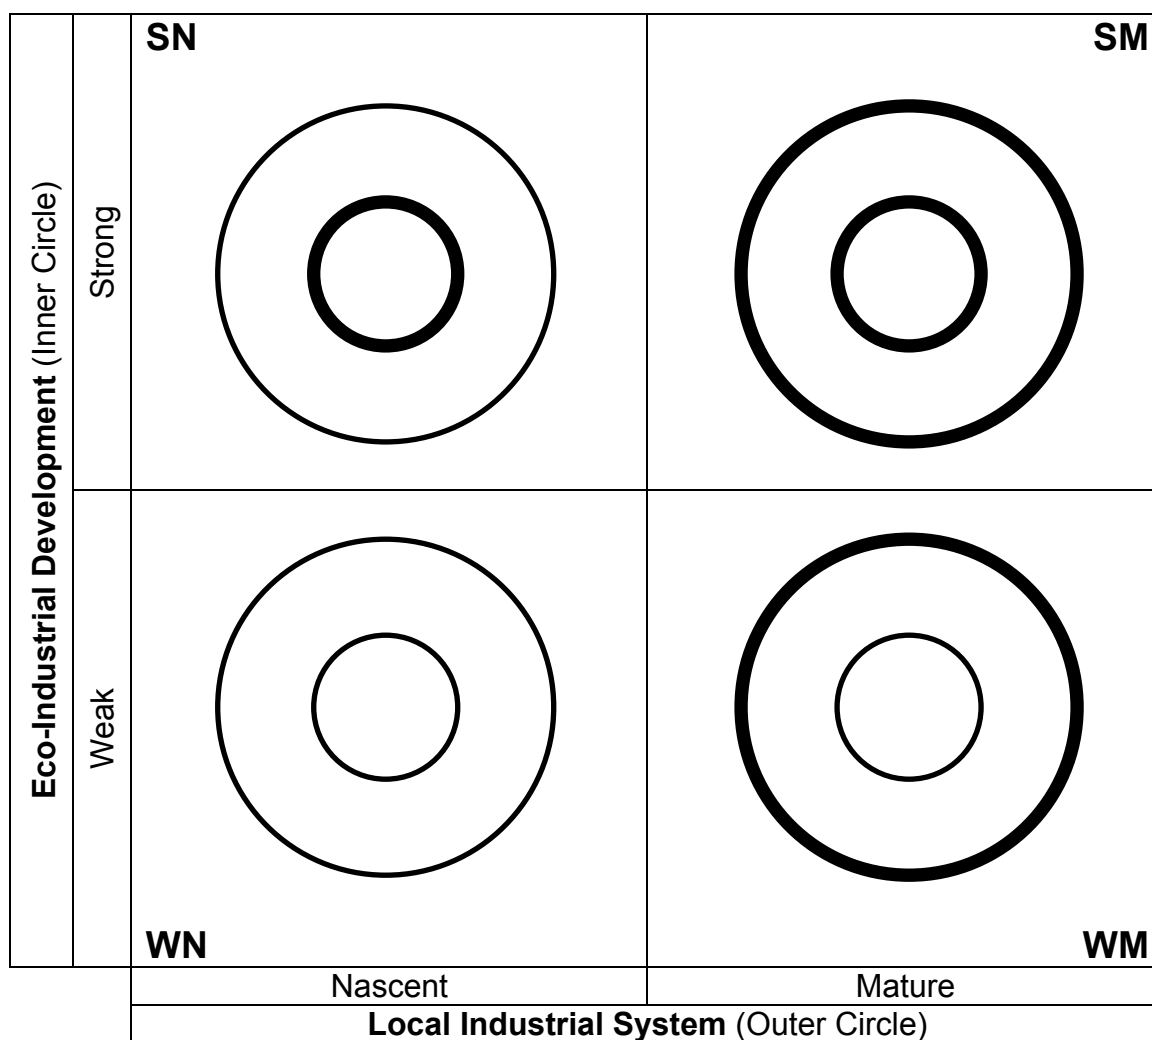 SN
SM
Eco-Industrial Development (Inner Circle)
Strong
Weak
WN
WM
Nascent
Mature
Local Industrial System (Outer Circle)